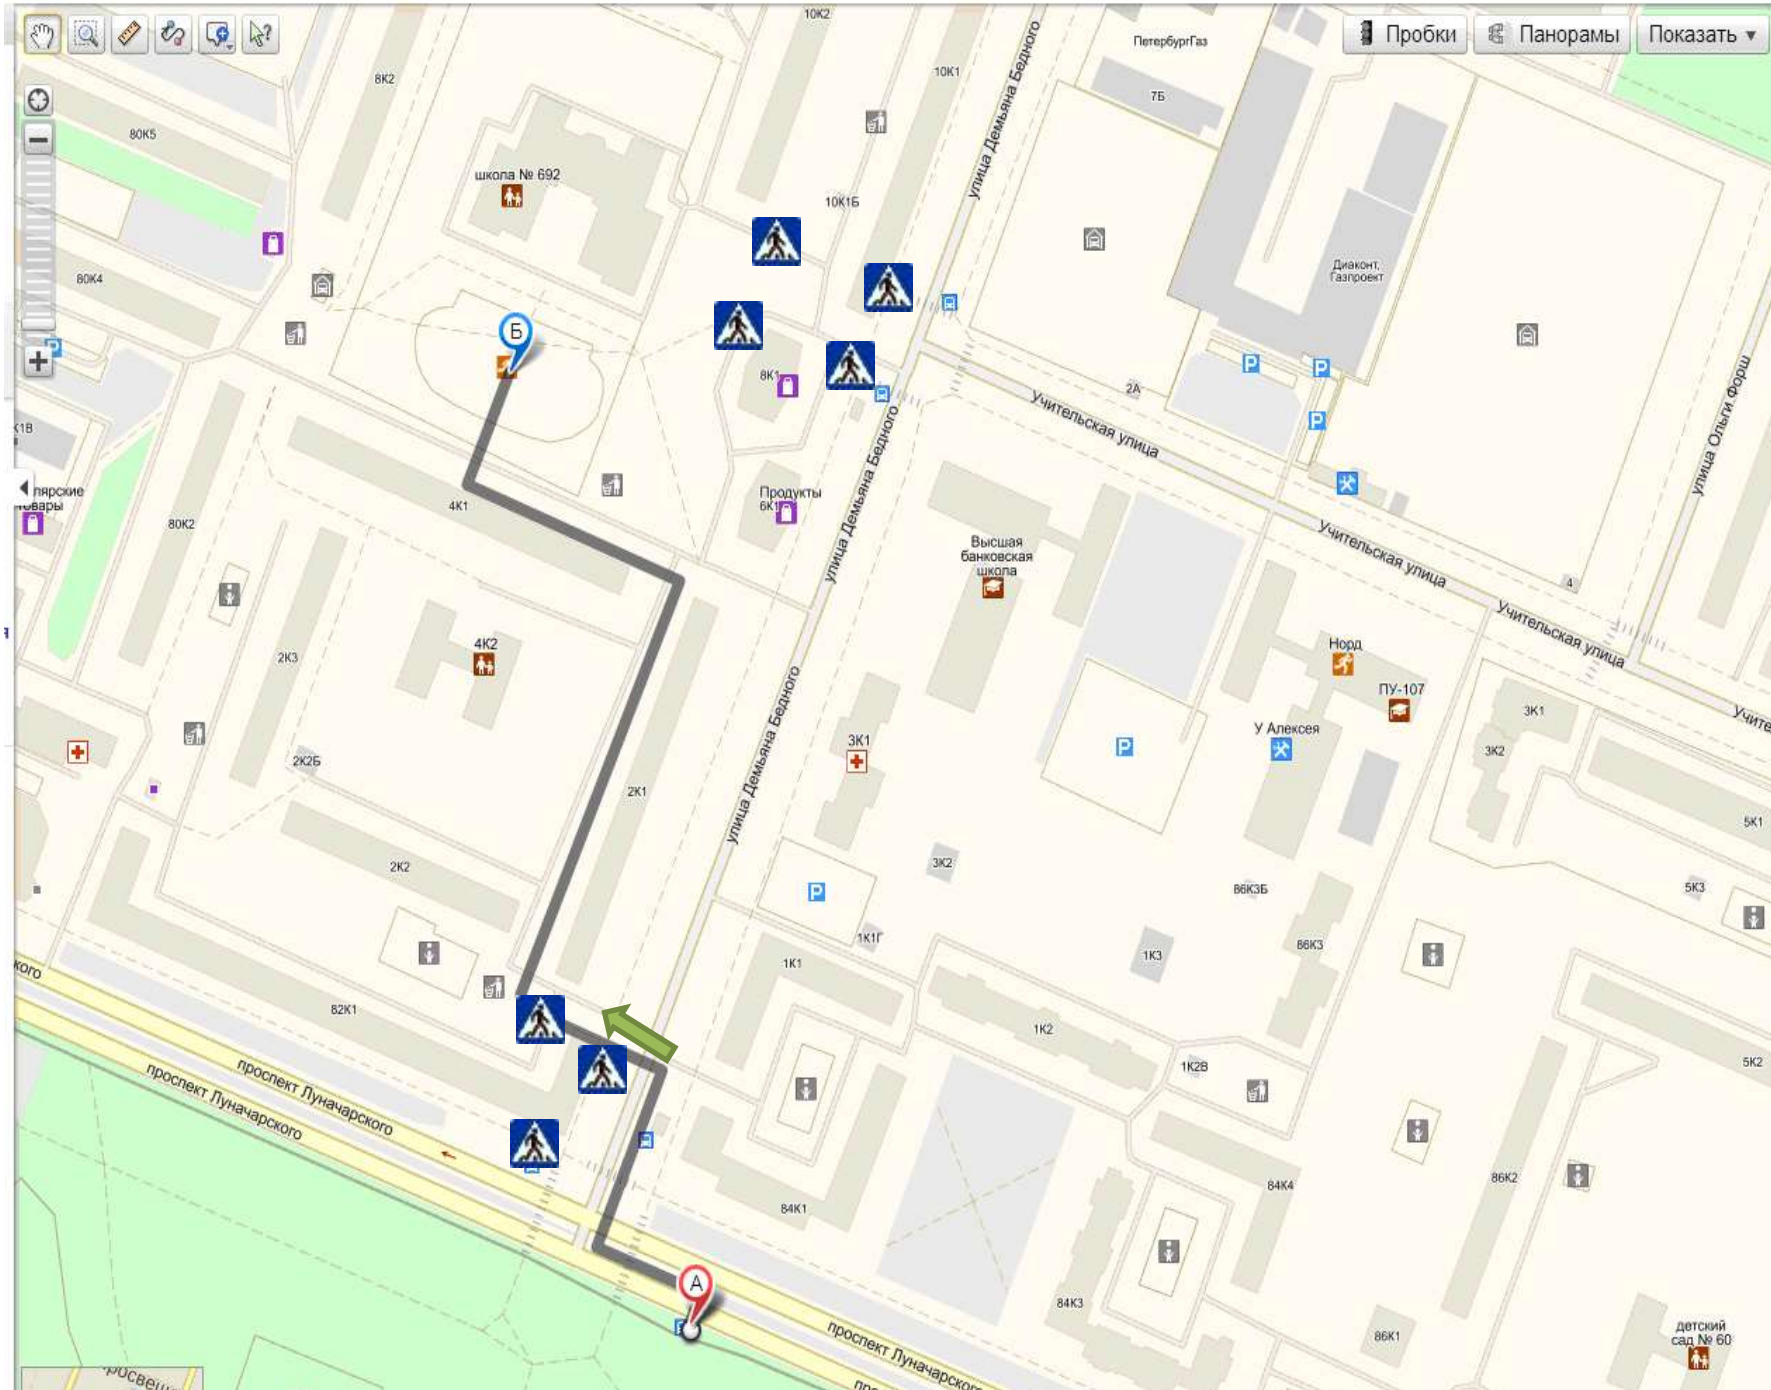 Пробки
Панорамы
Показать
10К2
ПетербургГаз
8К2
10К1
7Б
80К5
школа № 692
10К1Б
улица Демьяна Бедного
80К4
Диаконт,
Газпроект
Б
8К1
2А
Учительская улица
улица Ольги Форш
К1В
4К1
80К2
Продукты
6К1
улица Демьяна Бедного
Высшая
банковская
школа
Учительская улица
4
Учительская улица
4К2
2К3
Норд
ПУ-107
3К1
3К2
3К1
У Алексея
2К2Б
2К1
улица Демьяна Бедного
5К1
2К2
3К2
86К3Б
5К3
1К1Г
1К1
1К3
86К3
82К1
1К2
1К2В
5К2
проспект Луначарского
проспект Луначарского
84К4
86К2
84К1
А
84К3
86К1
проспект Луначарского
детский
сад № 60